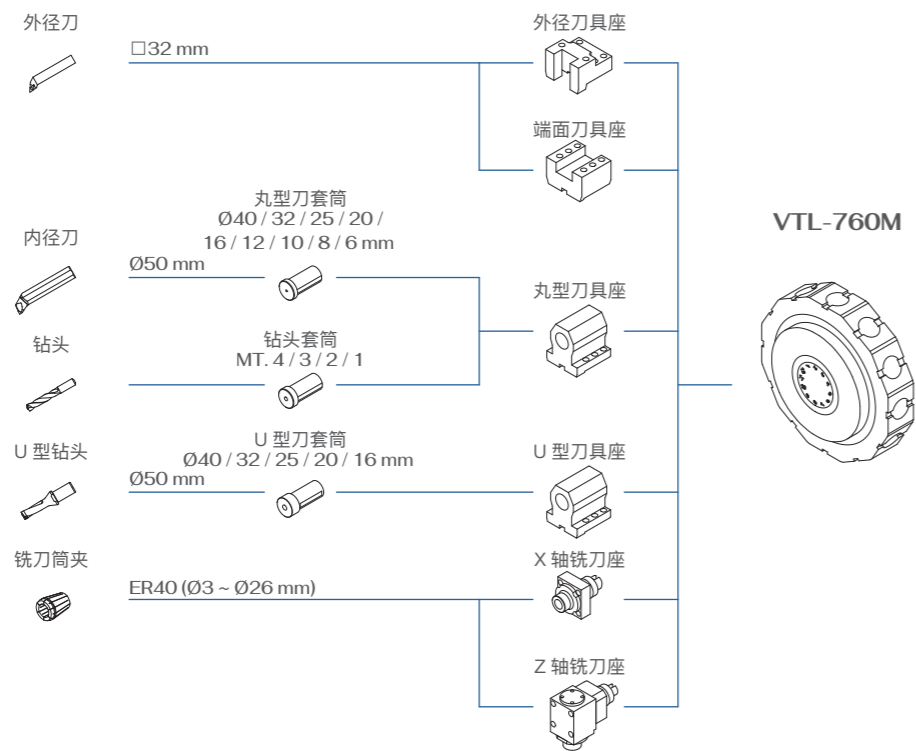 外径刀
□32 mm
外径刀具座
端面刀具座
VTL-760M
内径刀
Ø50 mm
丸型刀套筒
Ø40 / 32 / 25 / 20 /
16 / 12 / 10 / 8 / 6 mm
丸型刀具座
钻头
钻头套筒
MT. 4 / 3 / 2 / 1
U 型钻头
Ø50 mm
U 型刀套筒
Ø40 / 32 / 25 / 20 / 16 mm
U 型刀具座
铣刀筒夹
ER40 (Ø3 ~ Ø26 mm)
X 轴铣刀座
Z 轴铣刀座